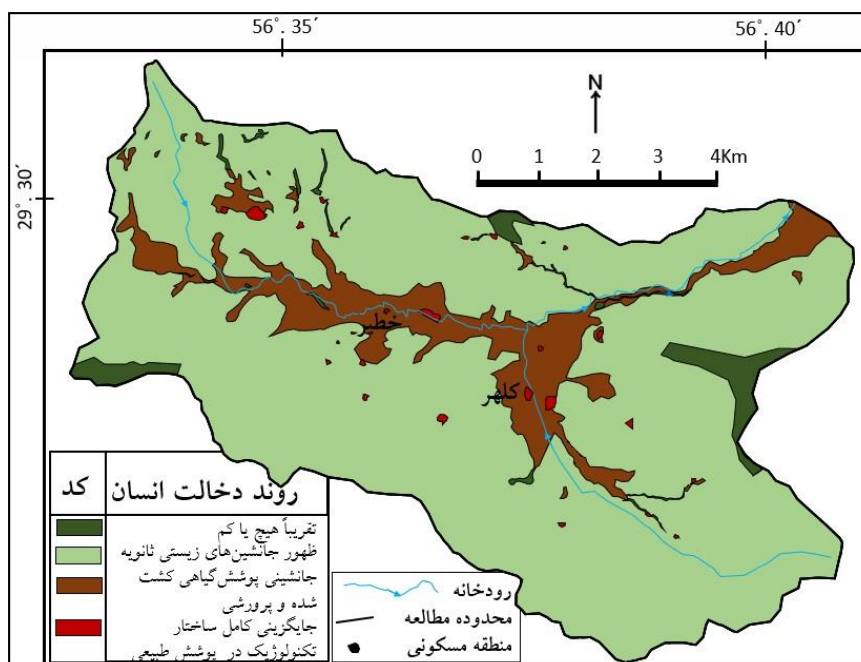 56°. 35´
56°. 40´
29°. 30´
N
0 1 2 3 4Km
خطیر
کلهر
روند دخالت انسان
کد
تقریباً هیچ یا کم
ظهور جانشین‌های زیستی ثانویه
جانشینی پوشش‌گیاهی کشت
شده و پرورشی
جایگزینی کامل ساختار
تکنولوژیک در پوشش طبیعی
رودخانه
محدوده مطالعه
منطقه مسکونی